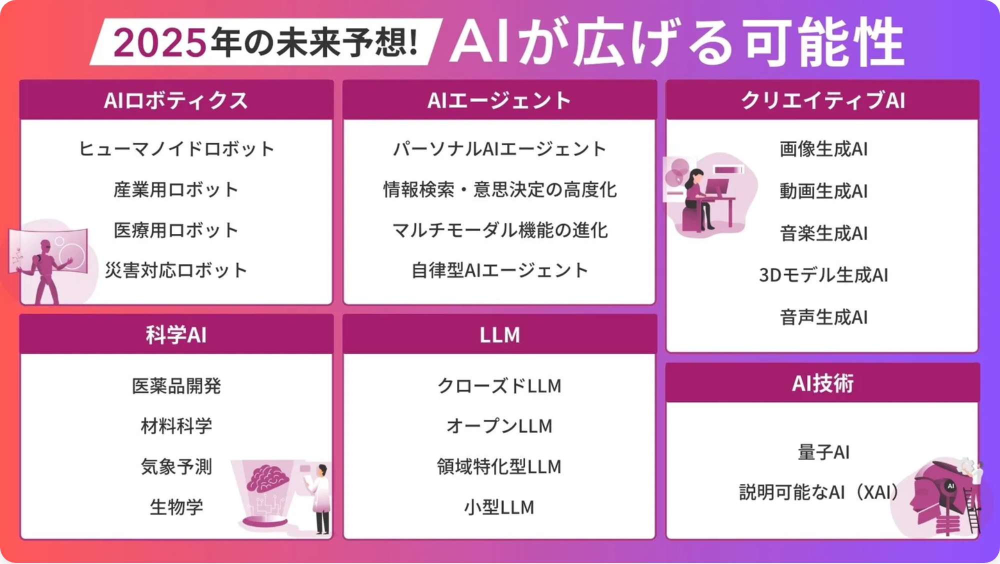 2025年の未来予想! AIが広げる可能性
AIロボティクス
ヒューマノイドロボット
産業用ロボット
医療用ロボット
災害対応ロボット
AIエージェント
パーソナルAIエージェント
情報検索・意思決定の高度化
マルチモーダル機能の進化
自律型AIエージェント
クリエイティブAI
画像生成AI
動画生成AI
音楽生成AI
3Dモデル生成AI
音声生成AI
科学AI
医薬品開発
材料科学
気象予測
生物学
LLM
クローズドLLM
オープンLLM
領域特化型LLM
小型LLM
AI技術
量子AI
説明可能なAI（XAI）
AI